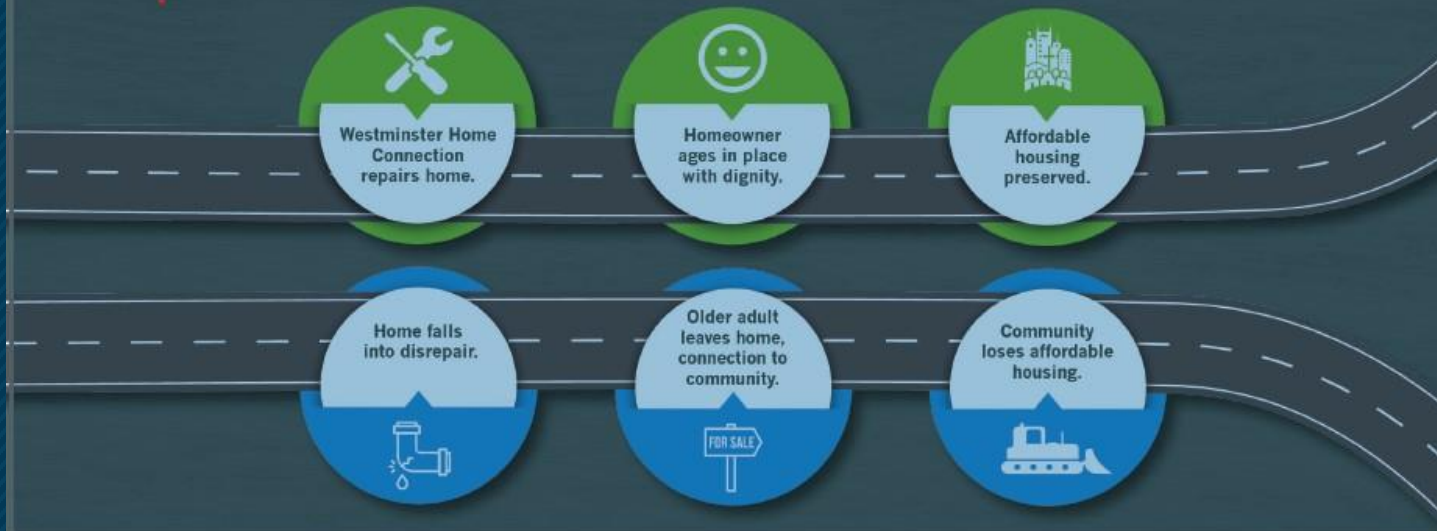 Westminster Home
Connection
repairs home.
Homeowner
ages in place
with dignity.
Affordable
housing
preserved.
Home falls
into disrepair.
Older adult
leaves home,
connection to
community.
Community
loses affordable
housing.
FOR SALE